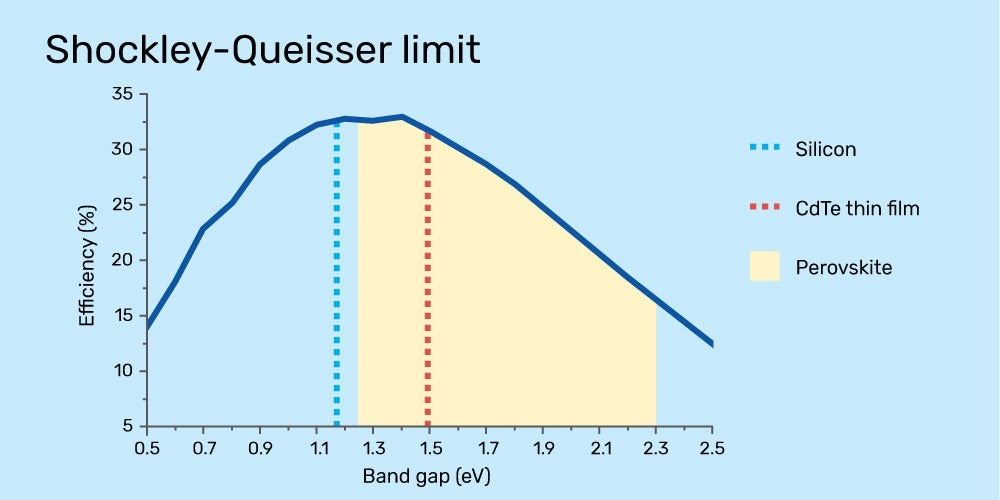 Shockley-Queisser limit
35
30
25
20
15
10
5
Efficiency (%)
0.5 0.7 0.9 1.1 1.3 1.5 1.7 1.9 2.1 2.3 2.5
Band gap (eV)
Silicon
CdTe thin film
Perovskite